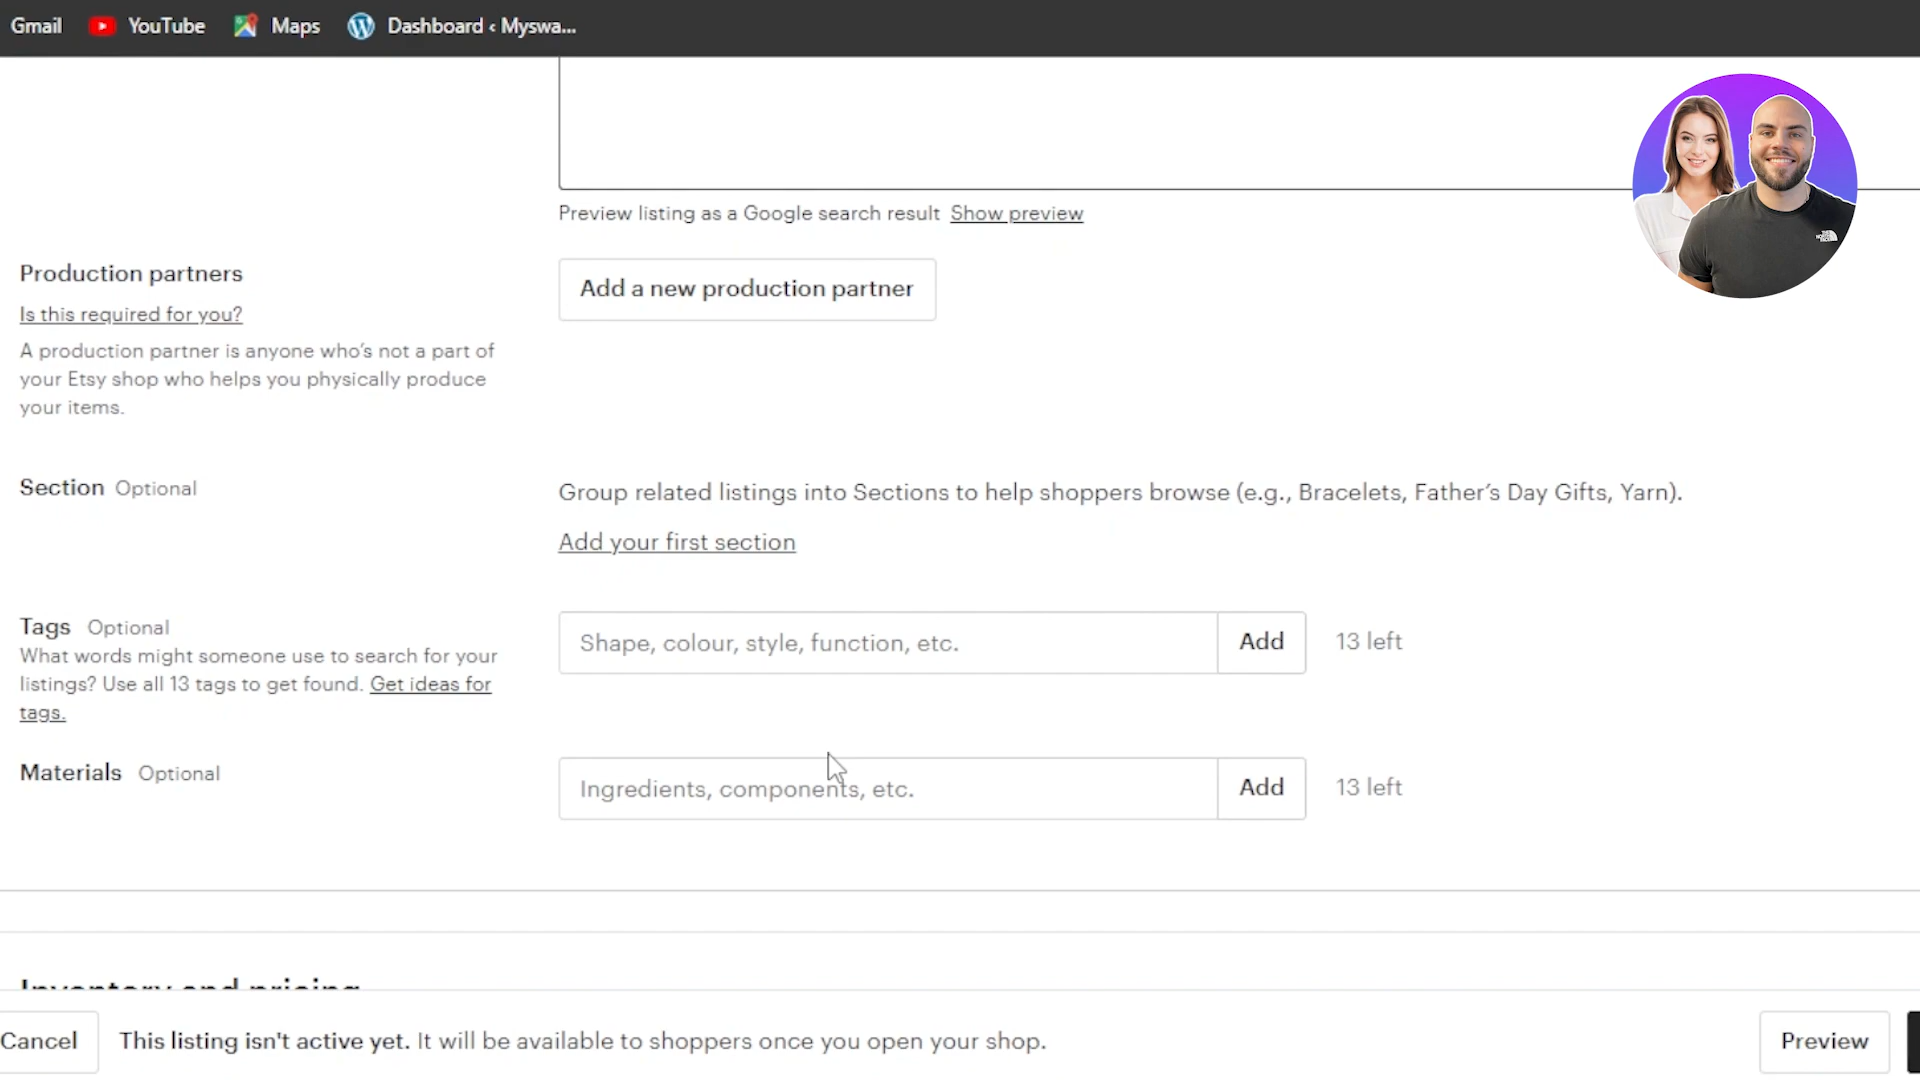 Gmail YouTube Maps Dashboard ‹ Myswa...
Preview listing as a Google search result Show preview
Production partners
Add a new production partner
Is this required for you?
A production partner is anyone who's not a part of
your Etsy shop who helps you physically produce
your items.
Section Optional
Group related listings into Sections to help shoppers browse (e.g., Bracelets, Father's Day Gifts, Yarn).
Add your first section
Tags Optional
Shape, colour, style, function, etc. Add 13 left
What words might someone use to search for your
listings? Use all 13 tags to get found. Get ideas for
tags.
Materials Optional
Ingredients, components, etc. Add 13 left
Inventory and pricing
Cancel This listing isn't active yet. It will be available to shoppers once you open your shop. Preview